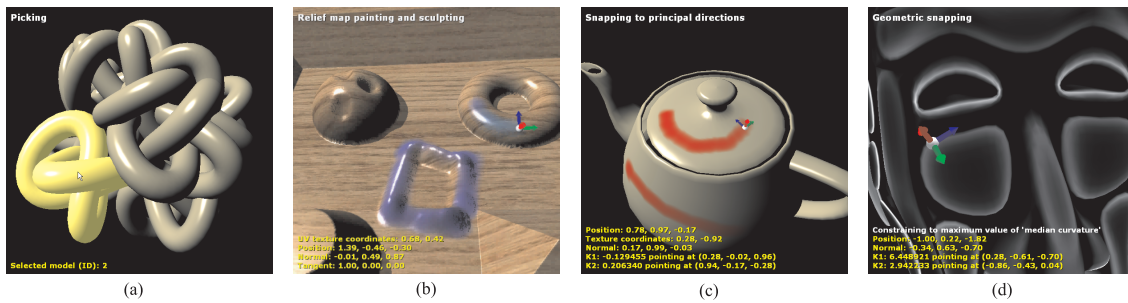 Picking
Selected model (ID): 2
(a)
Relief map painting and sculpting
UV texture coordinates: 0.68, 0.42
Position: 1.39, -0.46, -0.30
Normal: -0.01, 0.49, 0.87
Tangent: 1.00, 0.00, 0.00
(b)
Snapping to principal directions
Position: 0.78, 0.97, -0.17
Texture coordinates: 0.28, -0.92
Normal: 0.17, 0.99, -0.03
K1: -0.129455 pointing at (0.28, -0.02, 0.96)
K2: 0.206340 pointing at (0.94, -0.17, -0.28)
(c)
Geometric snapping
Constraining to maximum value of 'median curvature'
Position: -1.00, 0.22, -1.82
Normal: -0.34, 0.63, -0.70
K1: 6.448921 pointing at (0.28, -0.61, -0.70)
K2: 2.942233 pointing at (-0.86, -0.43, 0.04)
(d)